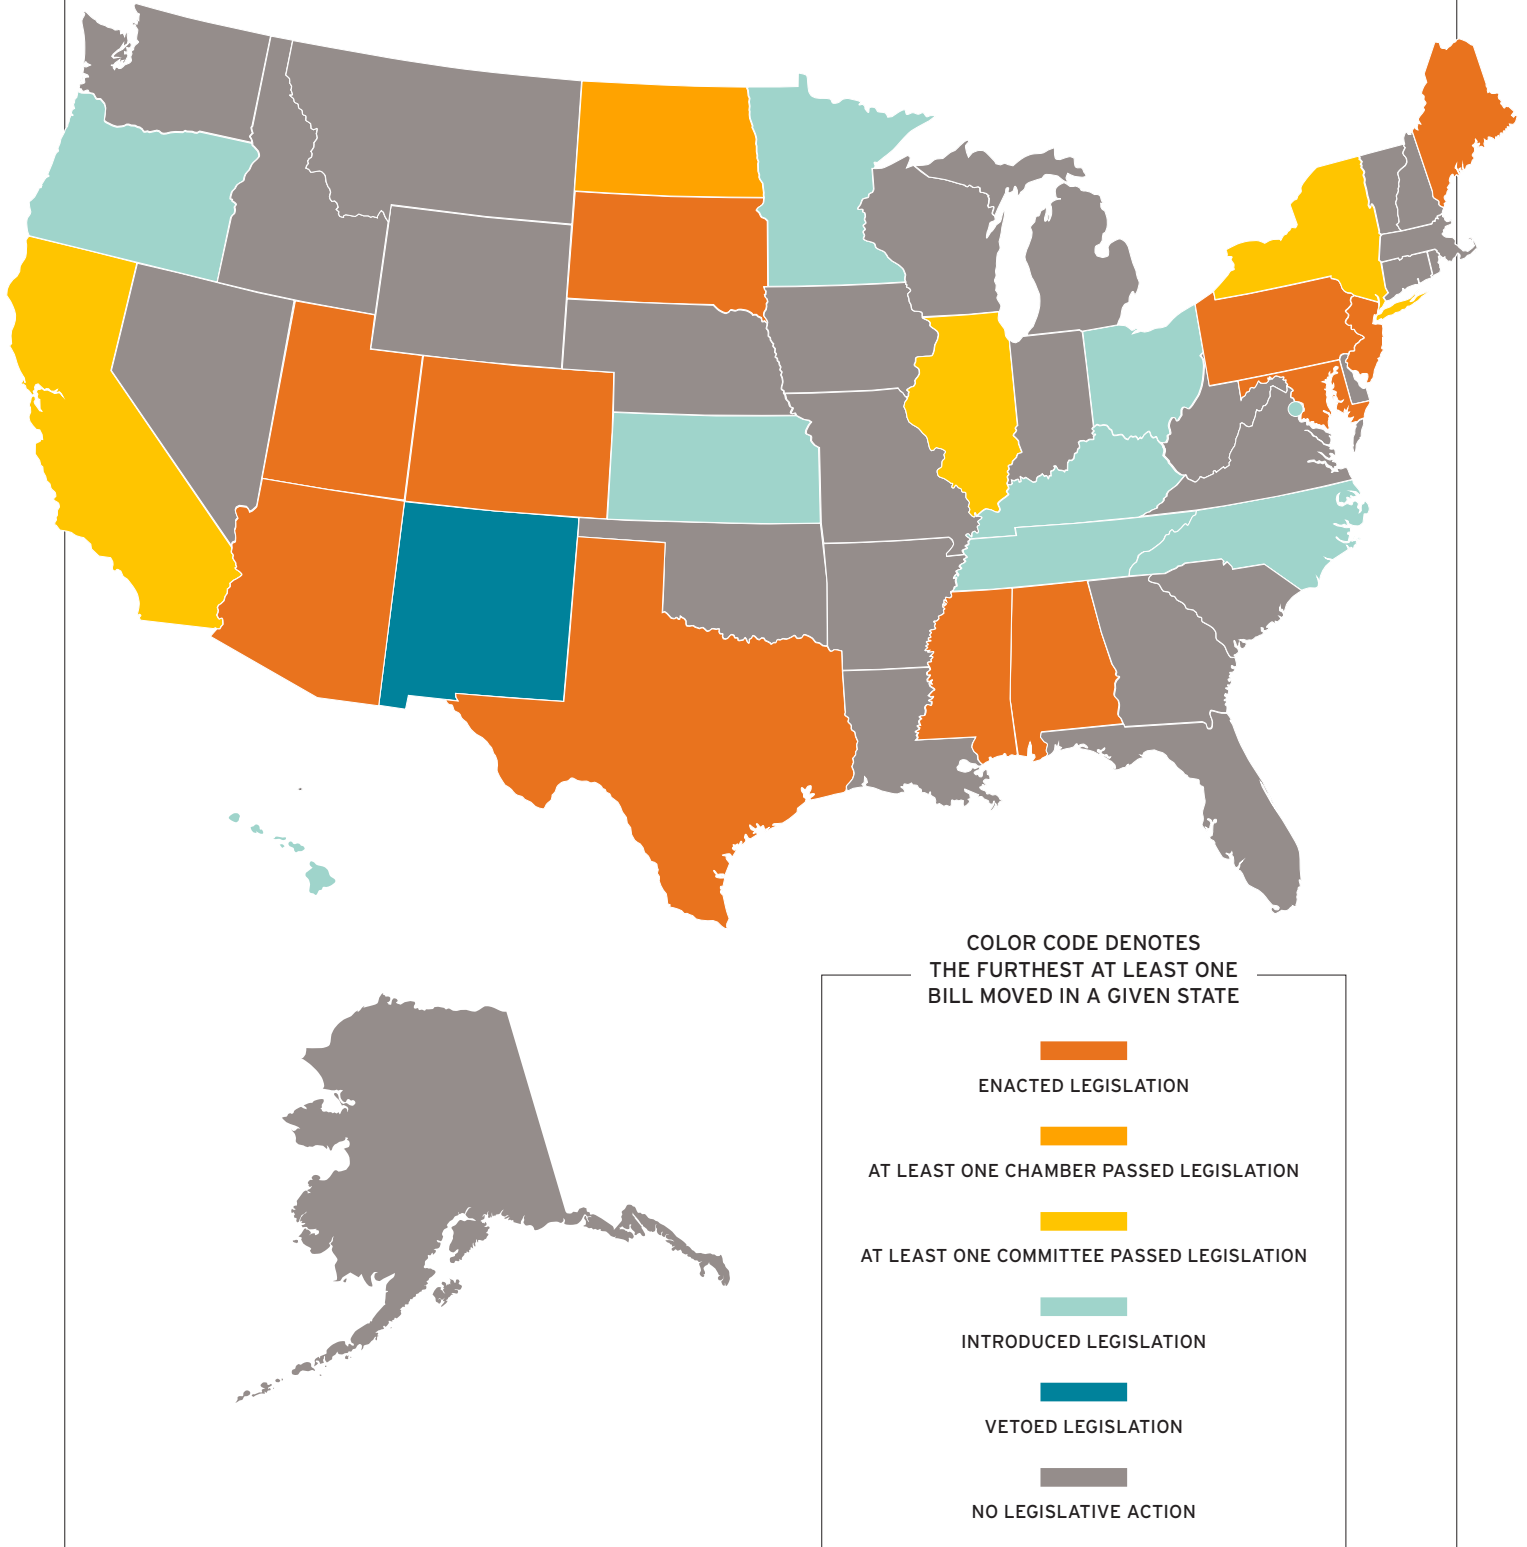 COLOR CODE DENOTES
THE FURTHEST AT LEAST ONE
BILL MOVED IN A GIVEN STATE
ENACTED LEGISLATION
AT LEAST ONE CHAMBER PASSED LEGISLATION
AT LEAST ONE COMMITTEE PASSED LEGISLATION
INTRODUCED LEGISLATION
VETOED LEGISLATION
NO LEGISLATIVE ACTION